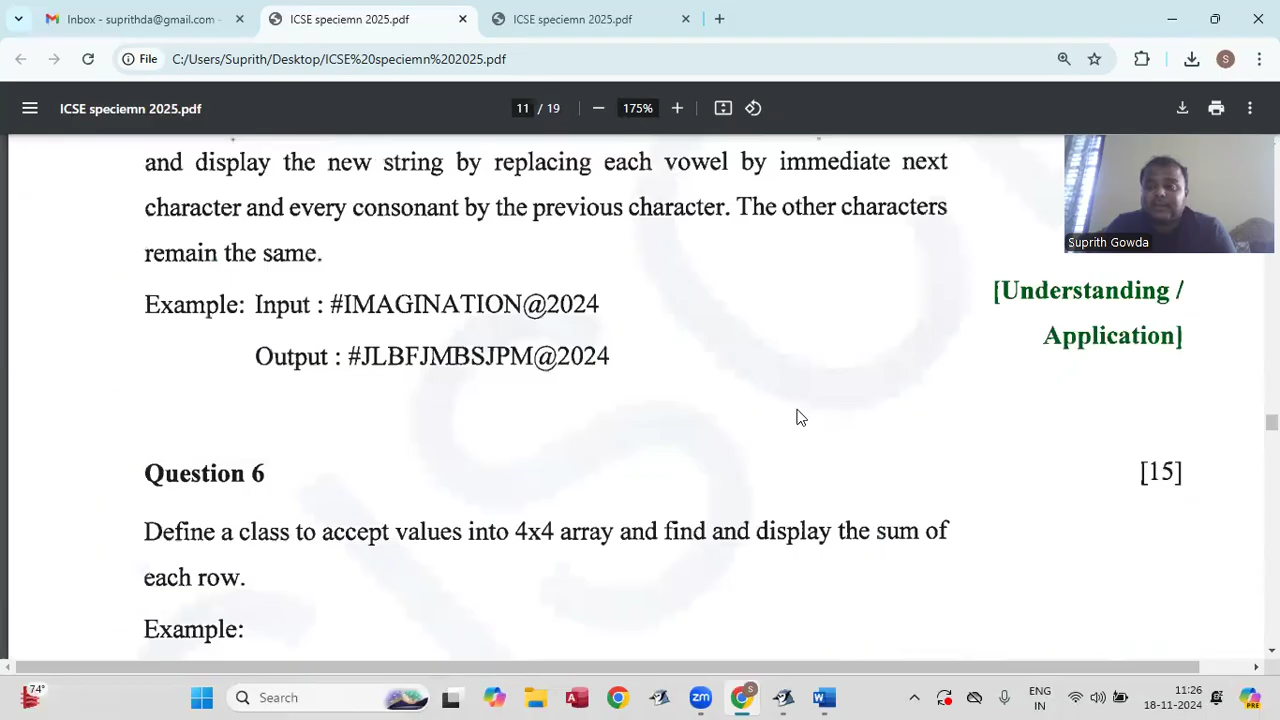 Inbox - suprithda@gmail.com -
ICSE speciemn 2025.pdf
ICSE speciemn 2025.pdf
File
C:/Users/Suprith/Desktop/ICSE%20speciemn%202025.pdf
S
ICSE speciemn 2025.pdf
11 / 19
175%
and display the new string by replacing each vowel by immediate next
character and every consonant by the previous character. The other characters
remain the same.
Suprith Gowda
Example: Input : #IMAGINATION@2024
[Understanding /
Output : #JLBFJMBSJPM@2024
Application]
Question 6
[15]
Define a class to accept values into 4x4 array and find and display the sum of
each row.
Example:
74°
Search
zm
S
W
ENG
IN
11:26
18-11-2024
PRE